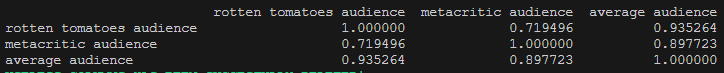 rotten tomatoes audience metacritic audience average audience
rotten tomatoes audience 1.000000 0.719496 0.935264
metacritic audience 0.719496 1.000000 0.897723
average audience 0.935264 0.897723 1.000000